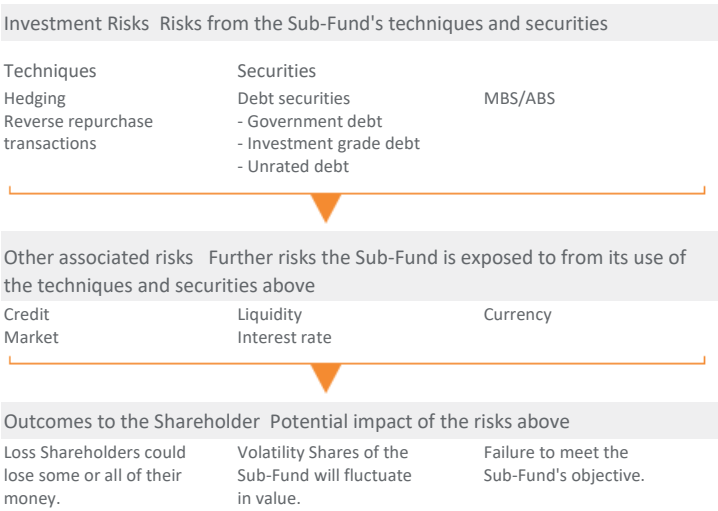 Investment Risks Risks from the Sub-Fund's techniques and securities
Techniques
Hedging
Reverse repurchase
transactions
Securities
Debt securities
- Government debt
- Investment grade debt
- Unrated debt
MBS/ABS
Other associated risks Further risks the Sub-Fund is exposed to from its use of
the techniques and securities above
Credit
Market
Liquidity
Interest rate
Currency
Outcomes to the Shareholder Potential impact of the risks above
Loss Shareholders could
lose some or all of their
money.
Volatility Shares of the
Sub-Fund will fluctuate
in value.
Failure to meet the
Sub-Fund's objective.